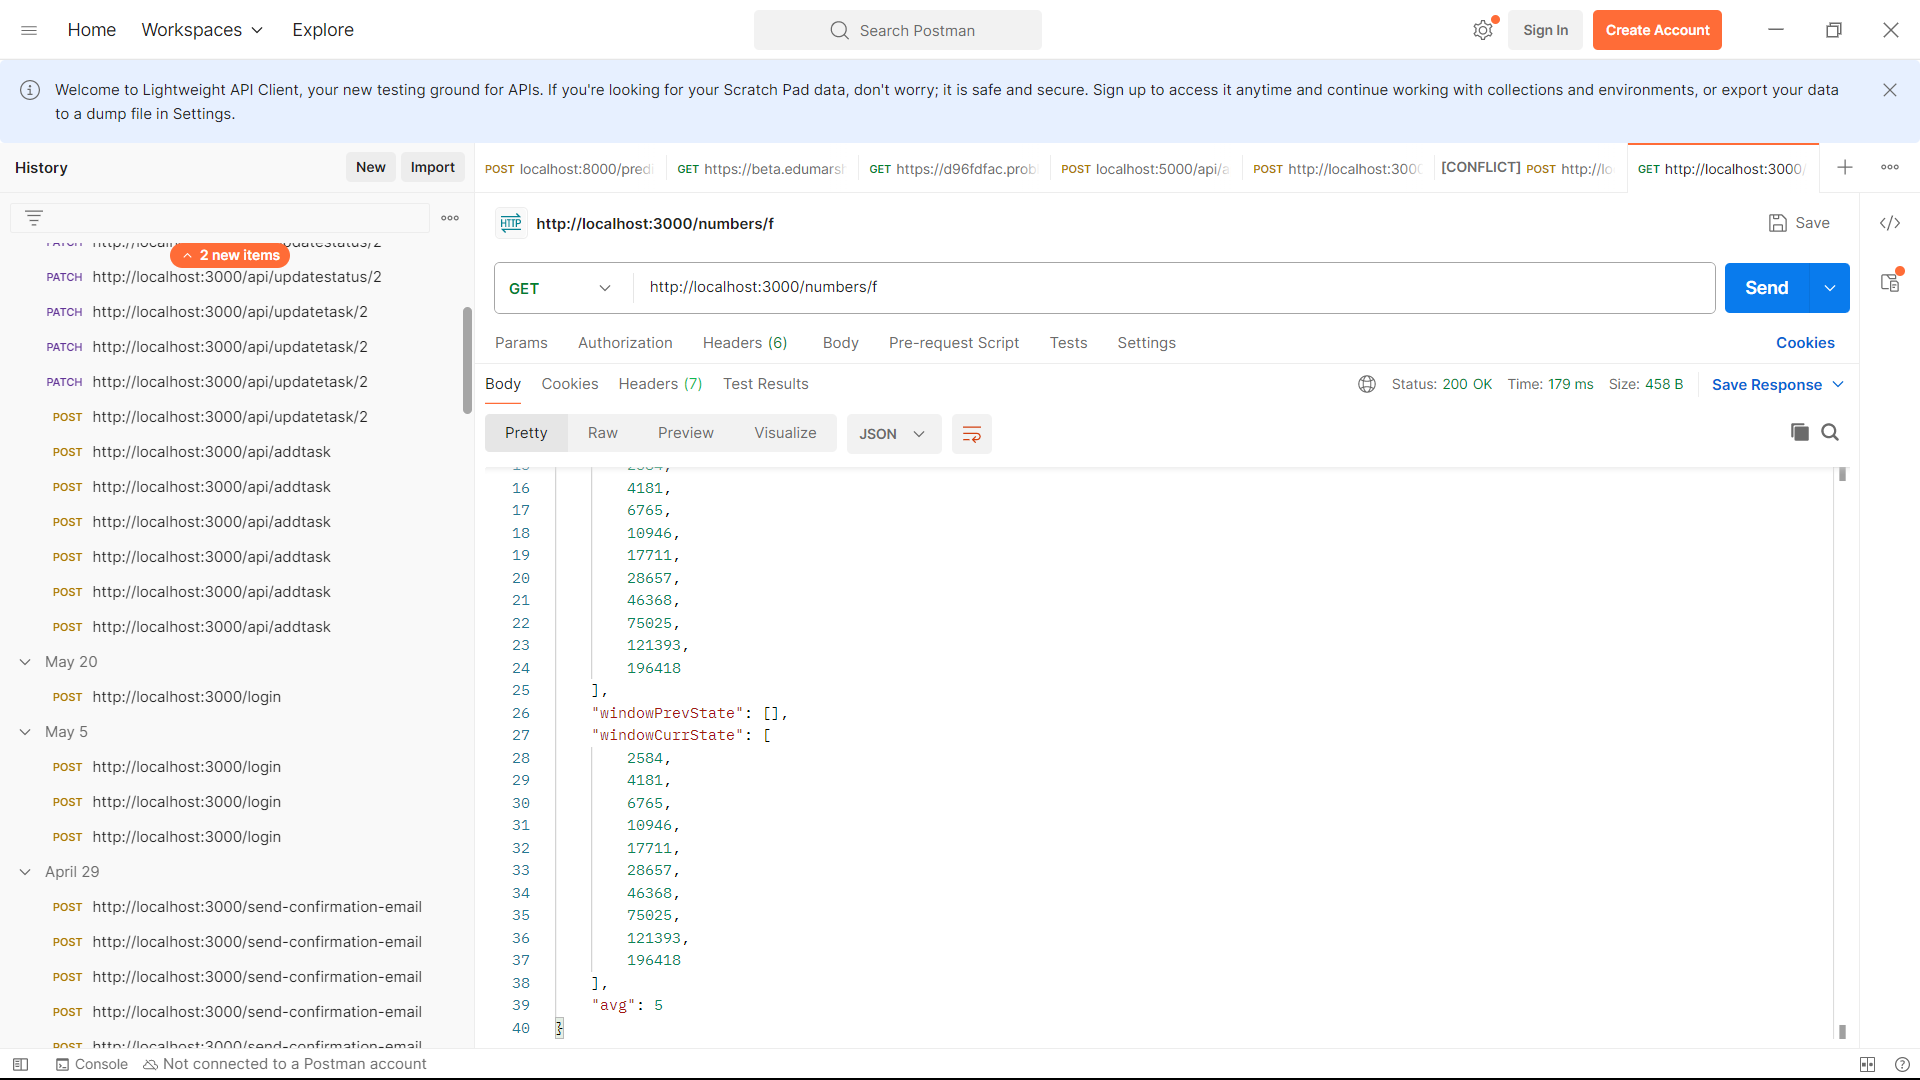 Home
Workspaces
Explore
Search Postman
Sign In
Create Account
Welcome to Lightweight API Client, your new testing ground for APIs. If you're looking for your Scratch Pad data, don't worry; it is safe and secure. Sign up to access it anytime and continue working with collections and environments, or export your data
to a dump file in Settings.
History
New
Import
POST localhost:8000/predi
GET https://beta.edumarsh
GET https://d96fdfac.prob
POST localhost:5000/api/a
POST http://localhost:300
[CONFLICT] POST http://lo
GET http://localhost:3000/
2 new items
PATCH http://localhost:3000/api/updatestatus/2
PATCH http://localhost:3000/api/updatetask/2
PATCH http://localhost:3000/api/updatetask/2
PATCH http://localhost:3000/api/updatetask/2
POST http://localhost:3000/api/updatetask/2
POST http://localhost:3000/api/addtask
POST http://localhost:3000/api/addtask
POST http://localhost:3000/api/addtask
POST http://localhost:3000/api/addtask
POST http://localhost:3000/api/addtask
POST http://localhost:3000/api/addtask
May 20
POST http://localhost:3000/login
May 5
POST http://localhost:3000/login
POST http://localhost:3000/login
POST http://localhost:3000/login
April 29
POST http://localhost:3000/send-confirmation-email
POST http://localhost:3000/send-confirmation-email
POST http://localhost:3000/send-confirmation-email
POST http://localhost:3000/send-confirmation-email
POST http://localhost:3000/send-confirmation-email
HTTP http://localhost:3000/numbers/f
Save
GET
http://localhost:3000/numbers/f
Send
Params
Authorization
Headers (6)
Body
Pre-request Script
Tests
Settings
Cookies
Body
Cookies
Headers (7)
Test Results
Status: 200 OK
Time: 179 ms
Size: 458 B
Save Response
Pretty
Raw
Preview
Visualize
JSON
15 2584,
16 4181,
17 6765,
18 10946,
19 17711,
20 28657,
21 46368,
22 75025,
23 121393,
24 196418
25 ],
26 "windowPrevState": [],
27 "windowCurrState": [
28 2584,
29 4181,
30 6765,
31 10946,
32 17711,
33 28657,
34 46368,
35 75025,
36 121393,
37 196418
38 ],
39 "avg": 5
40 }
Console
Not connected to a Postman account